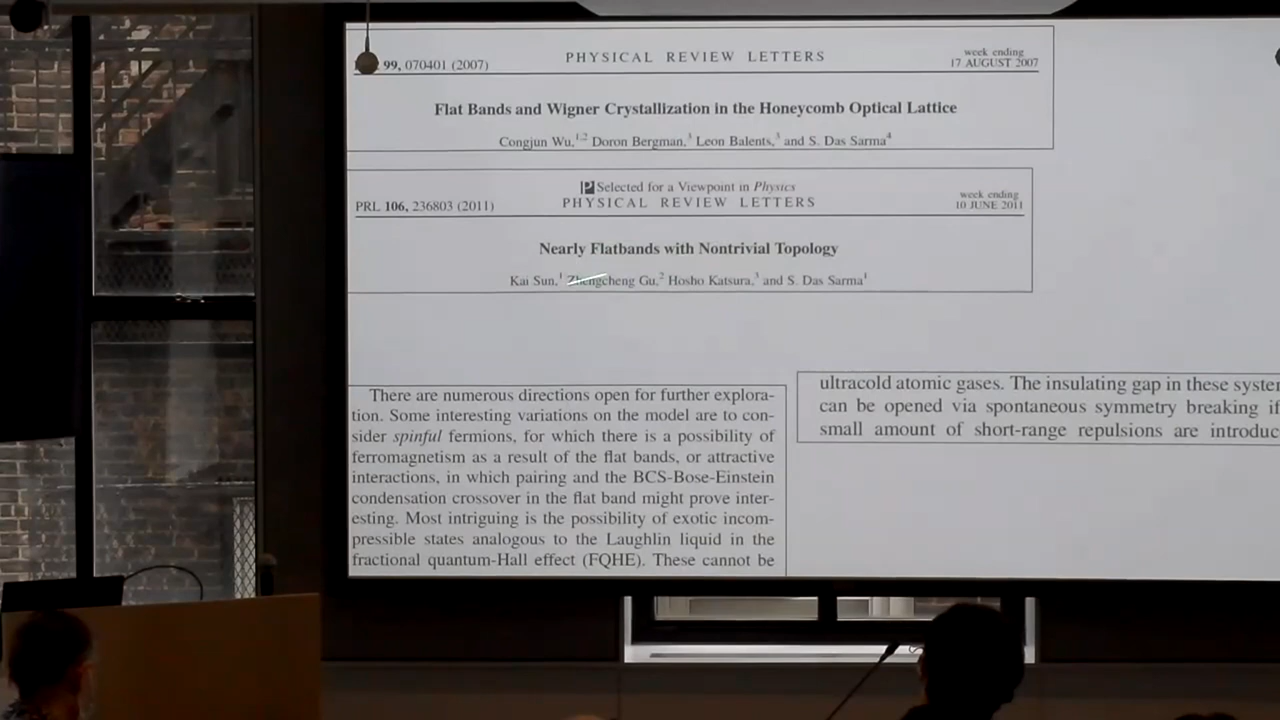 99, 070401 (2007) PHYSICAL REVIEW LETTERS week ending
17 AUGUST 2007
Flat Bands and Wigner Crystallization in the Honeycomb Optical Lattice
Congjun Wu,1,2 Doron Bergman,3 Leon Balents,3 and S. Das Sarma4
Selected for a Viewpoint in Physics
PRL 106, 236803 (2011) PHYSICAL REVIEW LETTERS week ending
10 JUNE 2011
Nearly Flatbands with Nontrivial Topology
Kai Sun,1 Zhengcheng Gu,2 Hosho Katsura,3 and S. Das Sarma1
There are numerous directions open for further explora-
tion. Some interesting variations on the model are to con-
sider spinful fermions, for which there is a possibility of
ferromagnetism as a result of the flat bands, or attractive
interactions, in which pairing and the BCS-Bose-Einstein
condensation crossover in the flat band might prove inter-
esting. Most intriguing is the possibility of exotic incom-
pressible states analogous to the Laughlin liquid in the
fractional quantum-Hall effect (FQHE). These cannot be
ultracold atomic gases. The insulating gap in these syste
can be opened via spontaneous symmetry breaking if
small amount of short-range repulsions are introduc